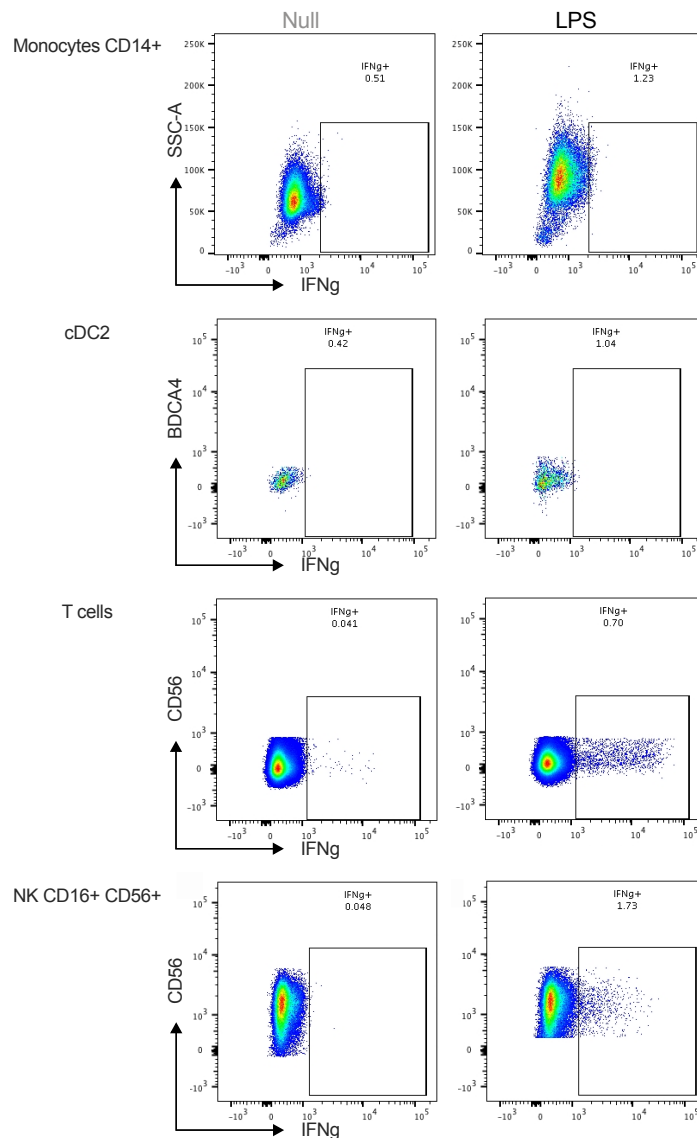 Null LPS
Monocytes CD14+
SSC-A
250K
200K
150K
100K
50K
0
IFNg+
0.51
-10³ 0 10³ 10⁴ 10⁵
IFNg
250K
200K
150K
100K
50K
0
IFNg+
1.23
-10³ 0 10³ 10⁴ 10⁵
cDC2
BDCA4
10⁵
10⁴
10³
0
-10³
IFNg+
0.42
-10³ 0 10³ 10⁴ 10⁵
IFNg
10⁵
10⁴
10³
0
-10³
IFNg+
1.04
-10³ 0 10³ 10⁴ 10⁵
T cells
CD56
10⁵
10⁴
10³
0
-10³
IFNg+
0.041
-10³ 0 10³ 10⁴ 10⁵
IFNg
10⁵
10⁴
10³
0
-10³
IFNg+
0.70
-10³ 0 10³ 10⁴ 10⁵
NK CD16+ CD56+
CD56
10⁵
10⁴
10³
0
-10³
IFNg+
0.048
-10³ 0 10³ 10⁴ 10⁵
IFNg
10⁵
10⁴
10³
0
-10³
IFNg+
1.73
-10³ 0 10³ 10⁴ 10⁵